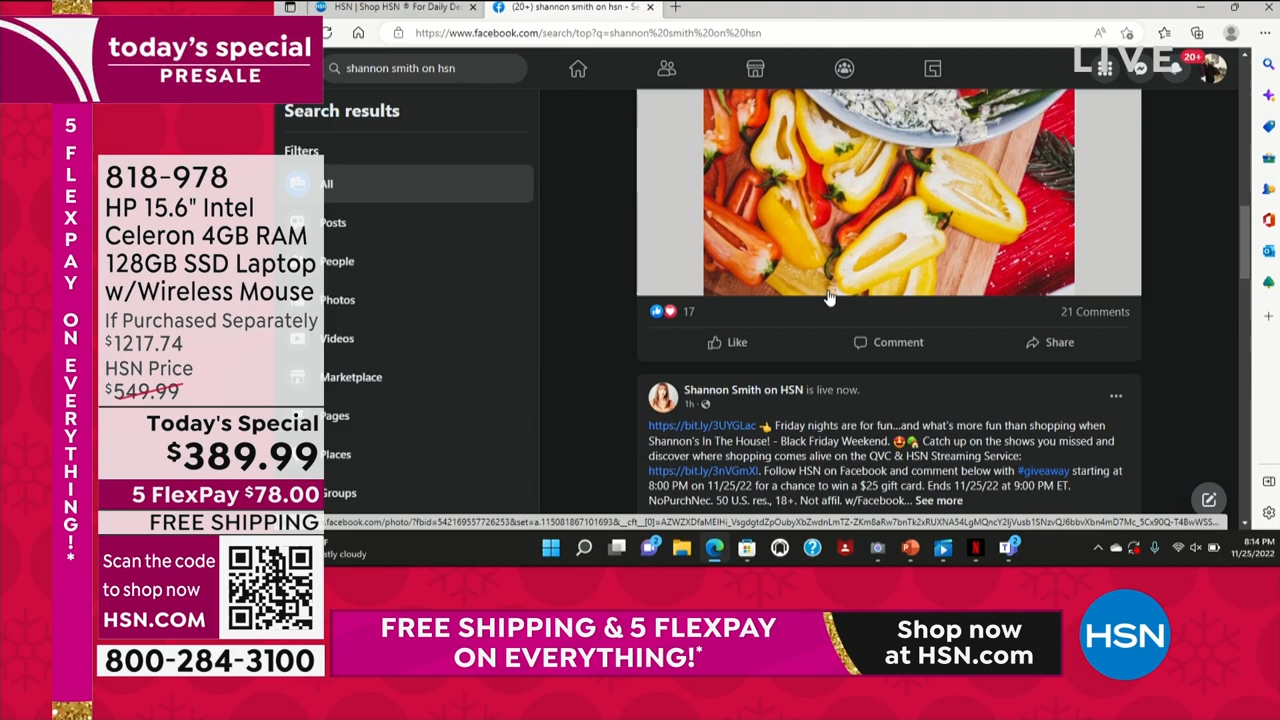 today's special
PRESALE
5 FLEXPAY ON EVERYTHING!*
818-978
HP 15.6" Intel
Celeron 4GB RAM
128GB SSD Laptop
w/Wireless Mouse
If Purchased Separately
$1217.74
HSN Price
$549.99
Today's Special
$389.99
5 FlexPay $78.00
FREE SHIPPING
Scan the code
to shop now
HSN.COM
800-284-3100
HSN | Shop HSN ® For Daily De
(20+) shannon smith on hsn - Se
https://www.facebook.com/search/top?q=shannon%20smith%20on%20hsn
LIVE
shannon smith on hsn
20+
Search results
Filters
All
Posts
People
Photos
Videos
Marketplace
Pages
Places
Groups
17
21 Comments
Like
Comment
Share
Shannon Smith on HSN is live now.
1h
https://bit.ly/3UYGLac Friday nights are for fun...and what's more fun than shopping when
Shannon's In The House! - Black Friday Weekend. Catch up on the shows you missed and
discover where shopping comes alive on the QVC & HSN Streaming Service:
https://bit.ly/3nVGmXl. Follow HSN on Facebook and comment below with #giveaway starting at
8:00 PM on 11/25/22 for a chance to win a $25 gift card. Ends 11/25/22 at 9:00 PM ET.
NoPurchNec. 50 U.S. res., 18+. Not affil. w/Facebook... See more
stly cloudy
2
2
8:14 PM
11/25/2022
FREE SHIPPING & 5 FLEXPAY
ON EVERYTHING!*
Shop now
at HSN.com
HSN